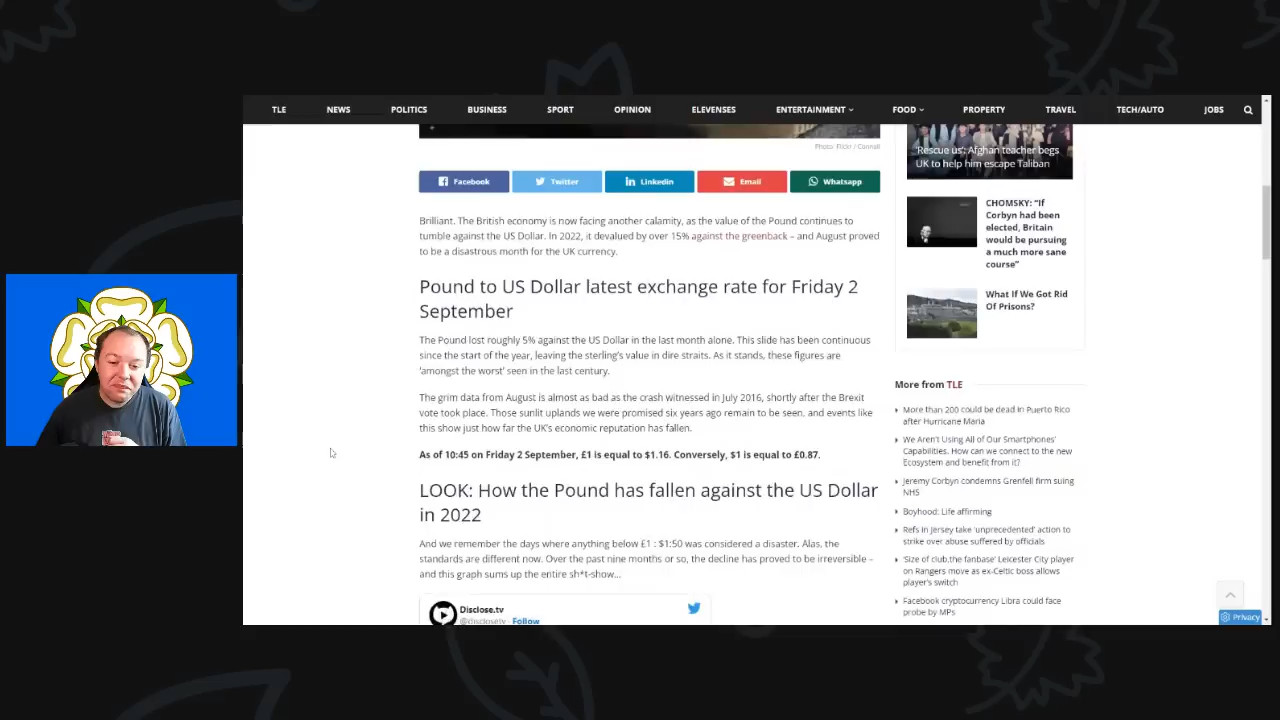 TLE NEWS POLITICS BUSINESS SPORT OPINION ELEVENSES ENTERTAINMENT FOOD PROPERTY TRAVEL TECH/AUTO JOBS
Photo: Flickr / Connall
Facebook Twitter Linkedin Email Whatsapp
Brilliant. The British economy is now facing another calamity, as the value of the Pound continues to
tumble against the US Dollar. In 2022, it devalued by over 15% against the greenback – and August proved
to be a disastrous month for the UK currency.
Pound to US Dollar latest exchange rate for Friday 2
September
The Pound lost roughly 5% against the US Dollar in the last month alone. This slide has been continuous
since the start of the year, leaving the sterling's value in dire straits. As it stands, these figures are
'amongst the worst' seen in the last century.
The grim data from August is almost as bad as the crash witnessed in July 2016, shortly after the Brexit
vote took place. Those sunlit uplands we were promised six years ago remain to be seen, and events like
this show just how far the UK's economic reputation has fallen.
As of 10:45 on Friday 2 September, £1 is equal to $1.16. Conversely, $1 is equal to £0.87.
LOOK: How the Pound has fallen against the US Dollar
in 2022
And we remember the days where anything below £1 : $1:50 was considered a disaster. Alas, the
standards are different now. Over the past nine months or so, the decline has proved to be irreversible –
and this graph sums up the entire sh*t-show…
Disclose.tv
@disclosetv · Follow
'Rescue us': Afghan teacher begs
UK to help him escape Taliban
CHOMSKY: "If
Corbyn had been
elected, Britain
would be pursuing
a much more sane
course"
What If We Got Rid
Of Prisons?
More from TLE
More than 200 could be dead in Puerto Rico
after Hurricane Maria
We Aren't Using All of Our Smartphones'
Capabilities. How can we connect to the new
Ecosystem and benefit from it?
Jeremy Corbyn condemns Grenfell firm suing
NHS
Boyhood: Life affirming
Refs in Jersey take 'unprecedented' action to
strike over abuse suffered by officials
'Size of club,the fanbase' Leicester City player
on Rangers move as ex-Celtic boss allows
player's switch
Facebook cryptocurrency Libra could face
probe by MPs
Privacy